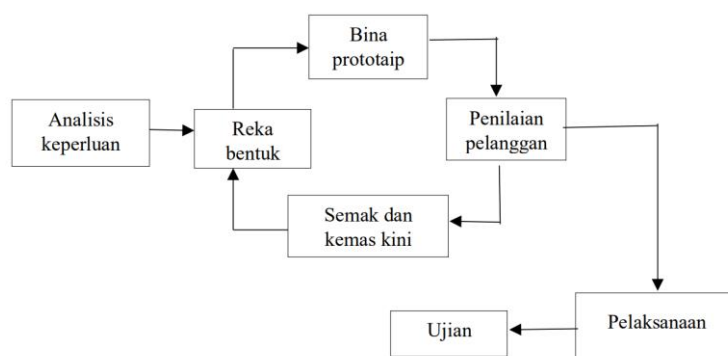 Bina
prototaip
Analisis
keperluan
Reka
bentuk
Penilaian
pelanggan
Semak dan
kemas kini
Ujian
Pelaksanaan